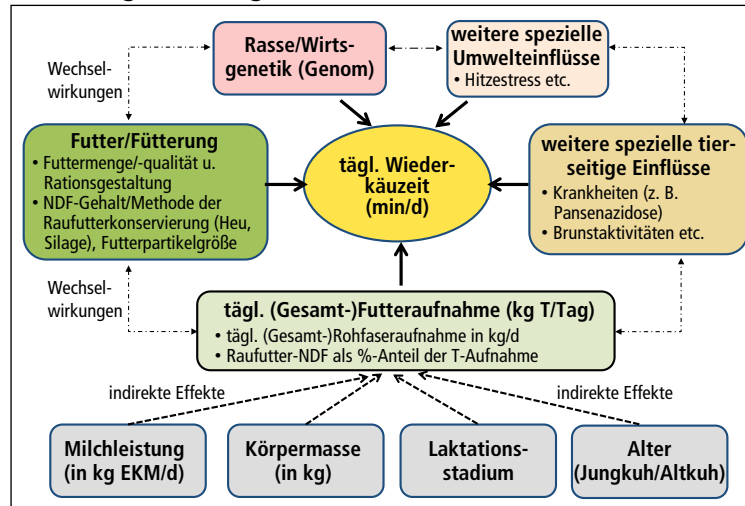 Rasse/Wirts-
genetik (Genom)
weitere spezielle
Umwelteinflüsse
• Hitzestress etc.
Wechsel-
wirkungen
Futter/Fütterung
• Futtermenge/-qualität u.
Rationsgestaltung
• NDF-Gehalt/Methode der
Raufutterkonservierung (Heu,
Silage), Futterpartikelgröße
tägl. Wieder-
käuzeit
(min/d)
weitere spezielle tier-
seitige Einflüsse
• Krankheiten (z. B.
Pansenazidose)
• Brunstaktivitäten etc.
Wechsel-
wirkungen
tägl. (Gesamt-)Futteraufnahme (kg T/Tag)
• tägl. (Gesamt-)Rohfaseraufnahme in kg/d
• Raufutter-NDF als %-Anteil der T-Aufnahme
indirekte Effekte
indirekte Effekte
Milchleistung
(in kg EKM/d)
Körpermasse
(in kg)
Laktations-
stadium
Alter
(Jungkuh/Altkuh)